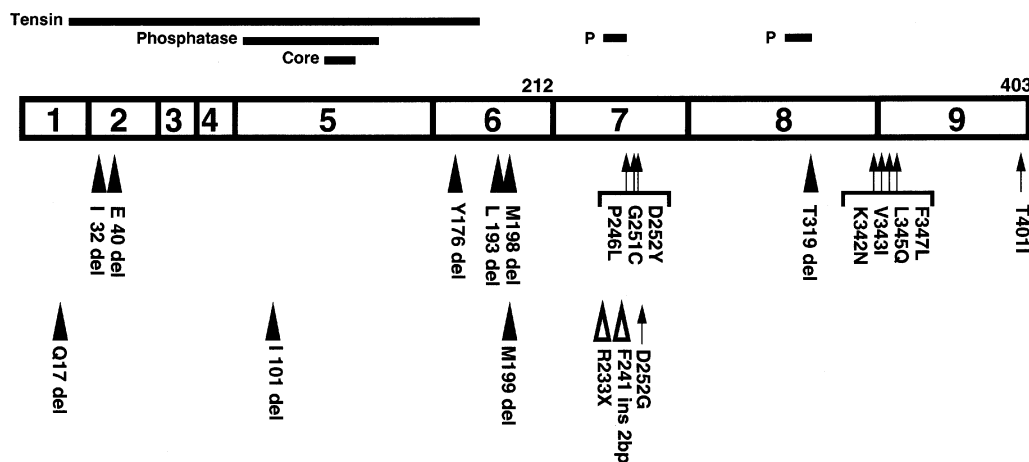 Tensin
Phosphatase
Core
P
P
212
403
1 2 3 4 5 6 7 8 9
I 32 del
E 40 del
Y176 del
L 193 del
M198 del
P246L
G251C
D252Y
T319 del
K342N
V343I
L345Q
F347L
T401I
Q17 del
I 101 del
M199 del
R233X
F241 ins 2bp
D252G